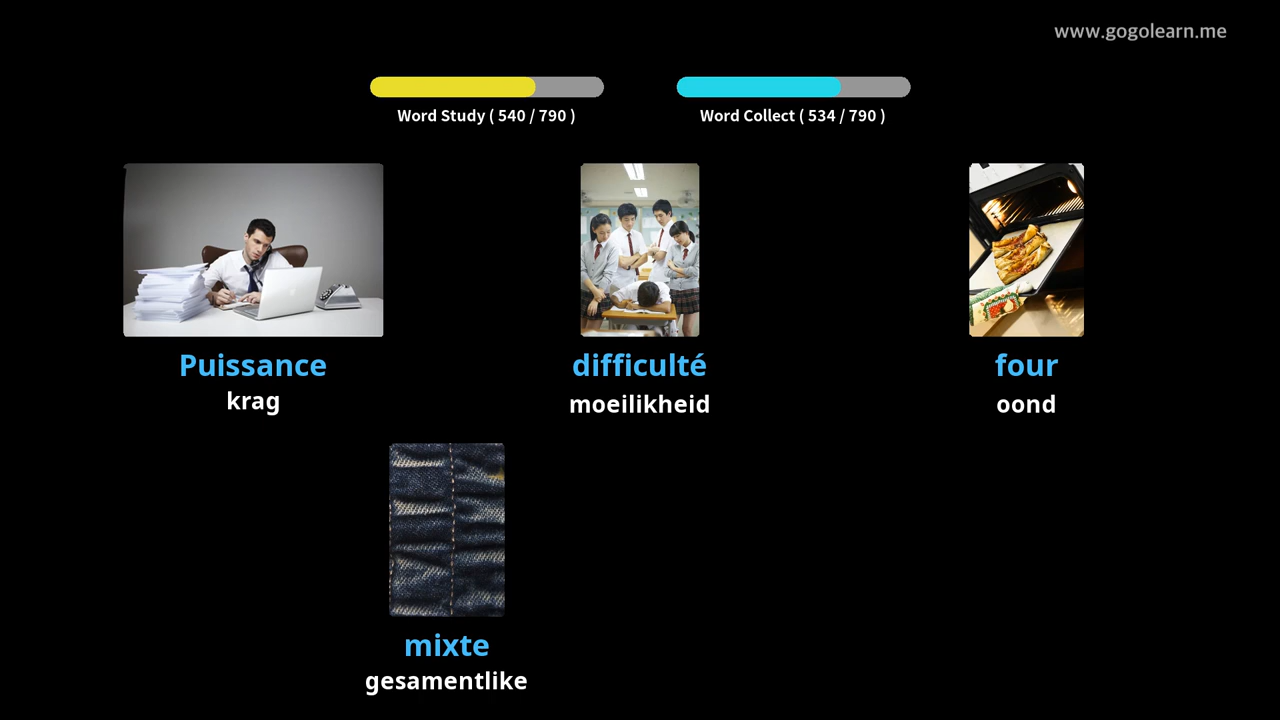 www.gogolearn.me
Word Study ( 540 / 790 )
Word Collect ( 534 / 790 )
Puissance
krag
difficulté
moeilikheid
four
oond
mixte
gesamentlike